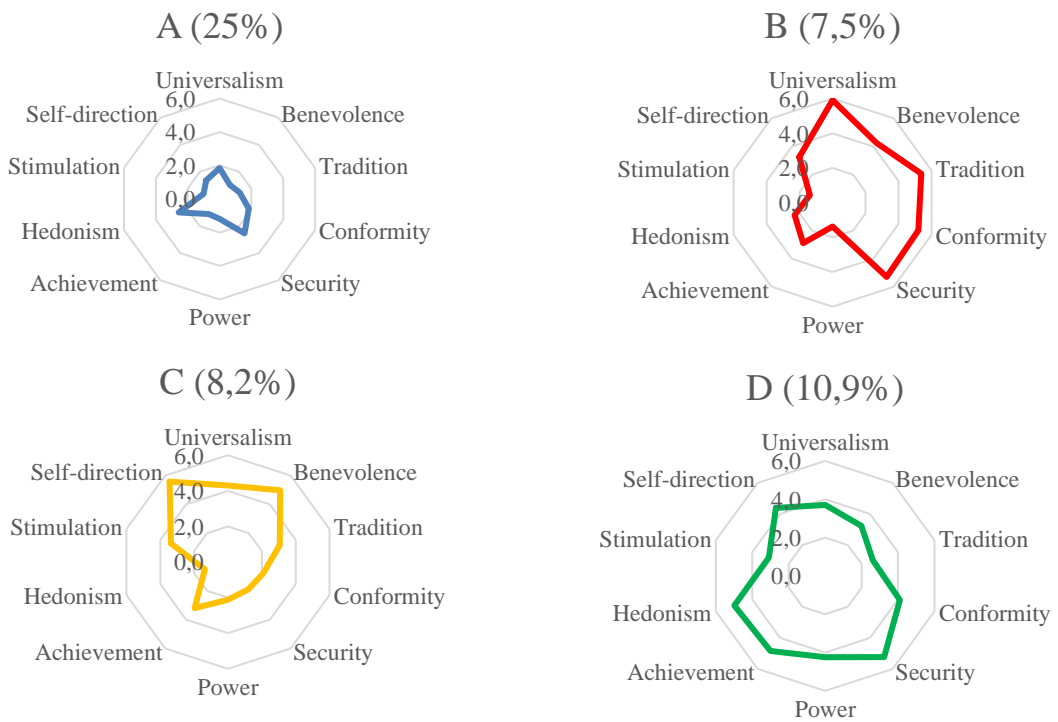 A (25%)
Universalism
Benevolence
Tradition
Conformity
Security
Power
Achievement
Hedonism
Stimulation
Self-direction
6,0
4,0
2,0
0,0
B (7,5%)
Universalism
Benevolence
Tradition
Conformity
Security
Power
Achievement
Hedonism
Stimulation
Self-direction
6,0
4,0
2,0
0,0
C (8,2%)
Universalism
Benevolence
Tradition
Conformity
Security
Power
Achievement
Hedonism
Stimulation
Self-direction
6,0
4,0
2,0
0,0
D (10,9%)
Universalism
Benevolence
Tradition
Conformity
Security
Power
Achievement
Hedonism
Stimulation
Self-direction
6,0
4,0
2,0
0,0